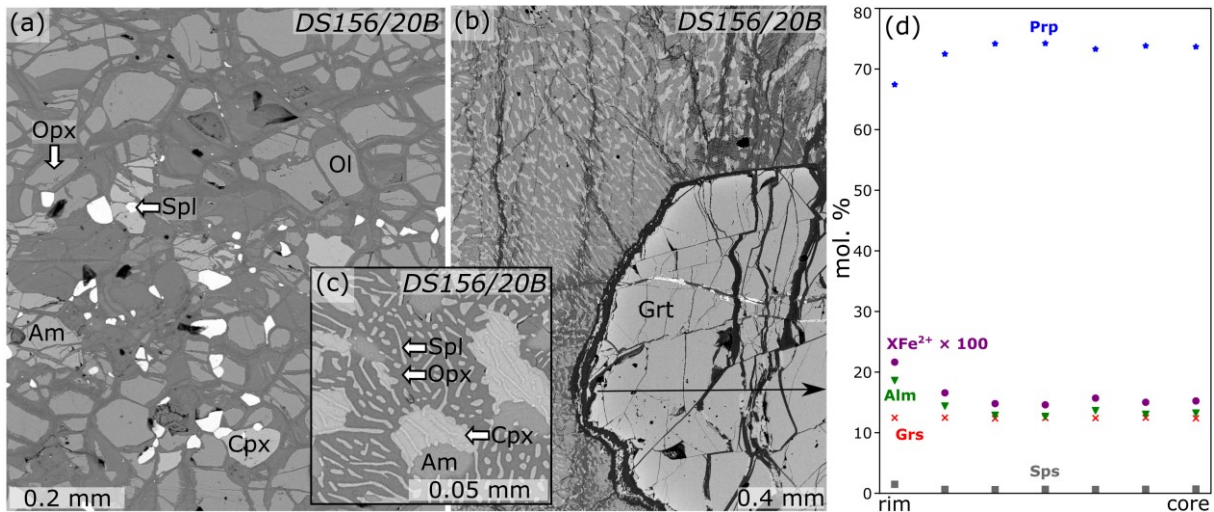 (a)
DS156/20B
Opx
Ol
Spl
Am
Cpx
0.2 mm
(b)
DS156/20B
Grt
0.4 mm
(c)
DS156/20B
Spl
Opx
Cpx
Am
0.05 mm
(d)
mol. %
80
70
60
50
40
30
20
10
0
Prp
XFe²⁺ × 100
Alm
Grs
Sps
rim
core